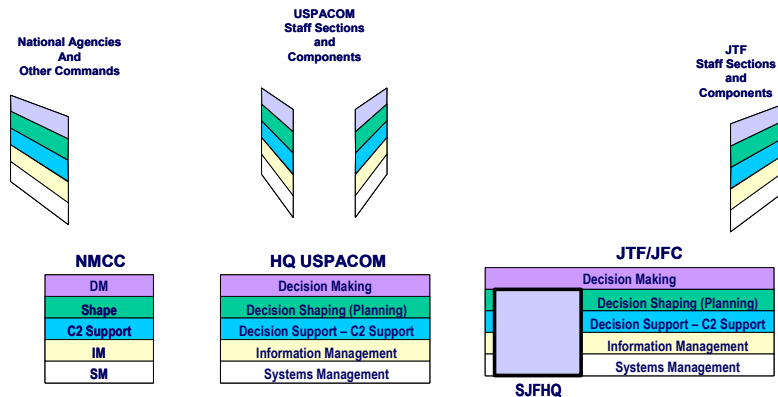 National Agencies
And
Other Commands
USPACOM
Staff Sections
and
Components
JTF
Staff Sections
and
Components
NMCC
DM
Shape
C2 Support
IM
SM
HQ USPACOM
Decision Making
Decision Shaping (Planning)
Decision Support – C2 Support
Information Management
Systems Management
JTF/JFC
Decision Making
Decision Shaping (Planning)
Decision Support – C2 Support
Information Management
Systems Management
SJFHQ